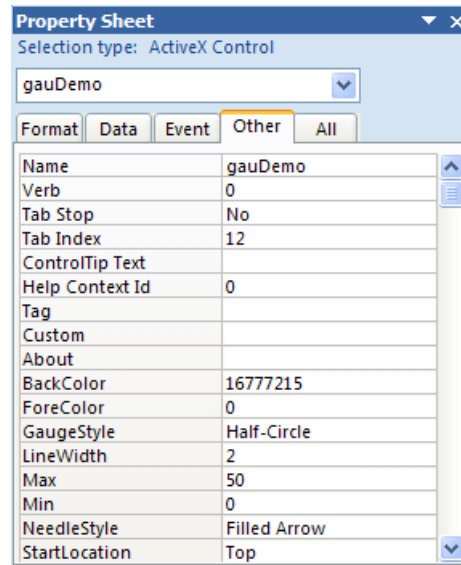 Property Sheet
Selection type: ActiveX Control
gauDemo
Format Data Event Other All
Name gauDemo
Verb 0
Tab Stop No
Tab Index 12
ControlTip Text
Help Context Id 0
Tag
Custom
About
BackColor 16777215
ForeColor 0
GaugeStyle Half-Circle
LineWidth 2
Max 50
Min 0
NeedleStyle Filled Arrow
StartLocation Top